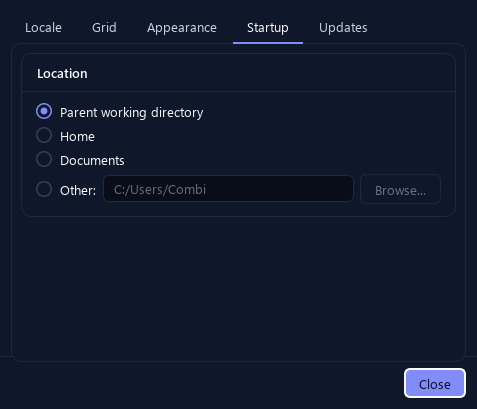 Locale Grid Appearance Startup Updates
Location
Parent working directory
Home
Documents
Other: C:/Users/Combi Browse...
Close